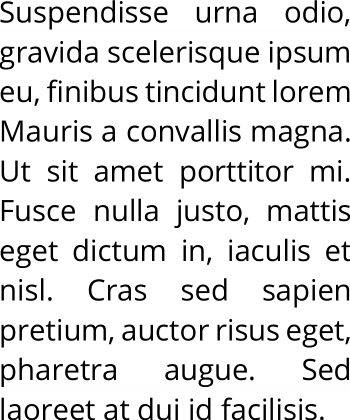 Suspendisse urna odio,
gravida scelerisque ipsum
eu, finibus tincidunt lorem
Mauris a convallis magna.
Ut sit amet porttitor mi.
Fusce nulla justo, mattis
eget dictum in, iaculis et
nisl. Cras sed sapien
pretium, auctor risus eget,
pharetra augue. Sed
laoreet at dui id facilisis.